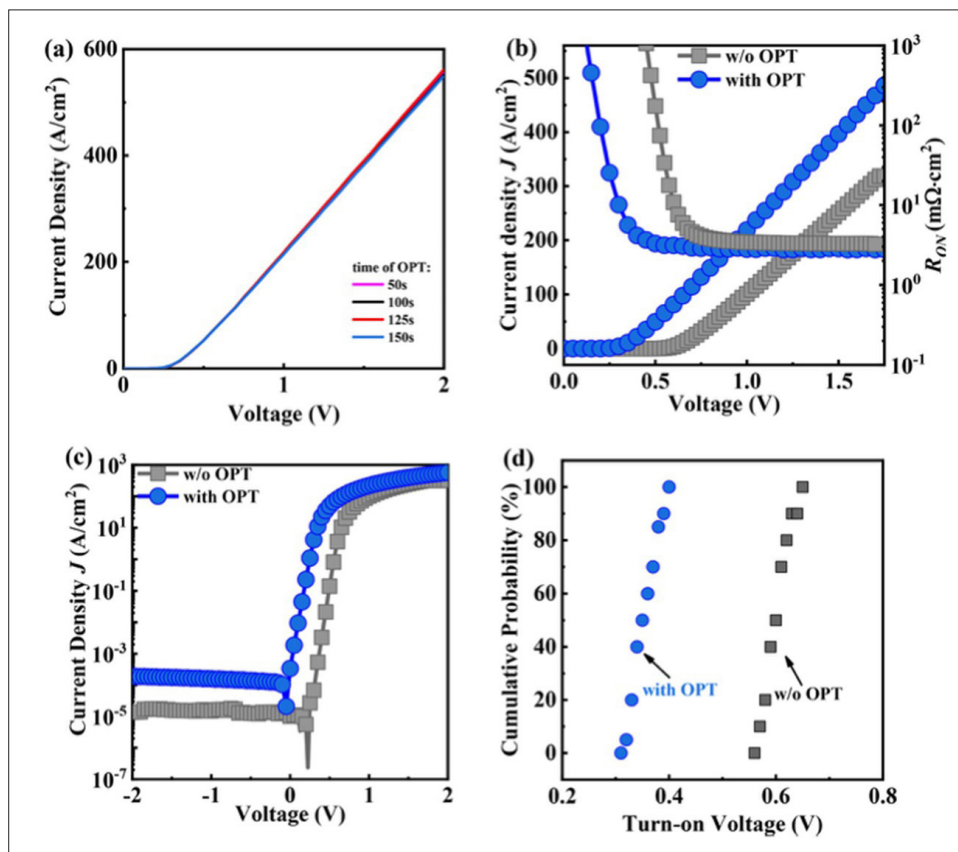 (a)
600
400
200
0
Current Density (A/cm²)
time of OPT:
50s
100s
125s
150s
0 1 2
Voltage (V)
(b)
w/o OPT
with OPT
500
400
300
200
100
0
Current density J (A/cm²)
10³
10²
10¹
10⁰
10⁻¹
R_ON (mΩ·cm²)
0.0 0.5 1.0 1.5
Voltage (V)
(c)
w/o OPT
with OPT
10³
10¹
10⁻¹
10⁻³
10⁻⁵
10⁻⁷
Current Density J (A/cm²)
-2 -1 0 1 2
Voltage (V)
(d)
100
80
60
40
20
0
Cumulative Probability (%)
with OPT
w/o OPT
0.2 0.4 0.6 0.8
Turn-on Voltage (V)